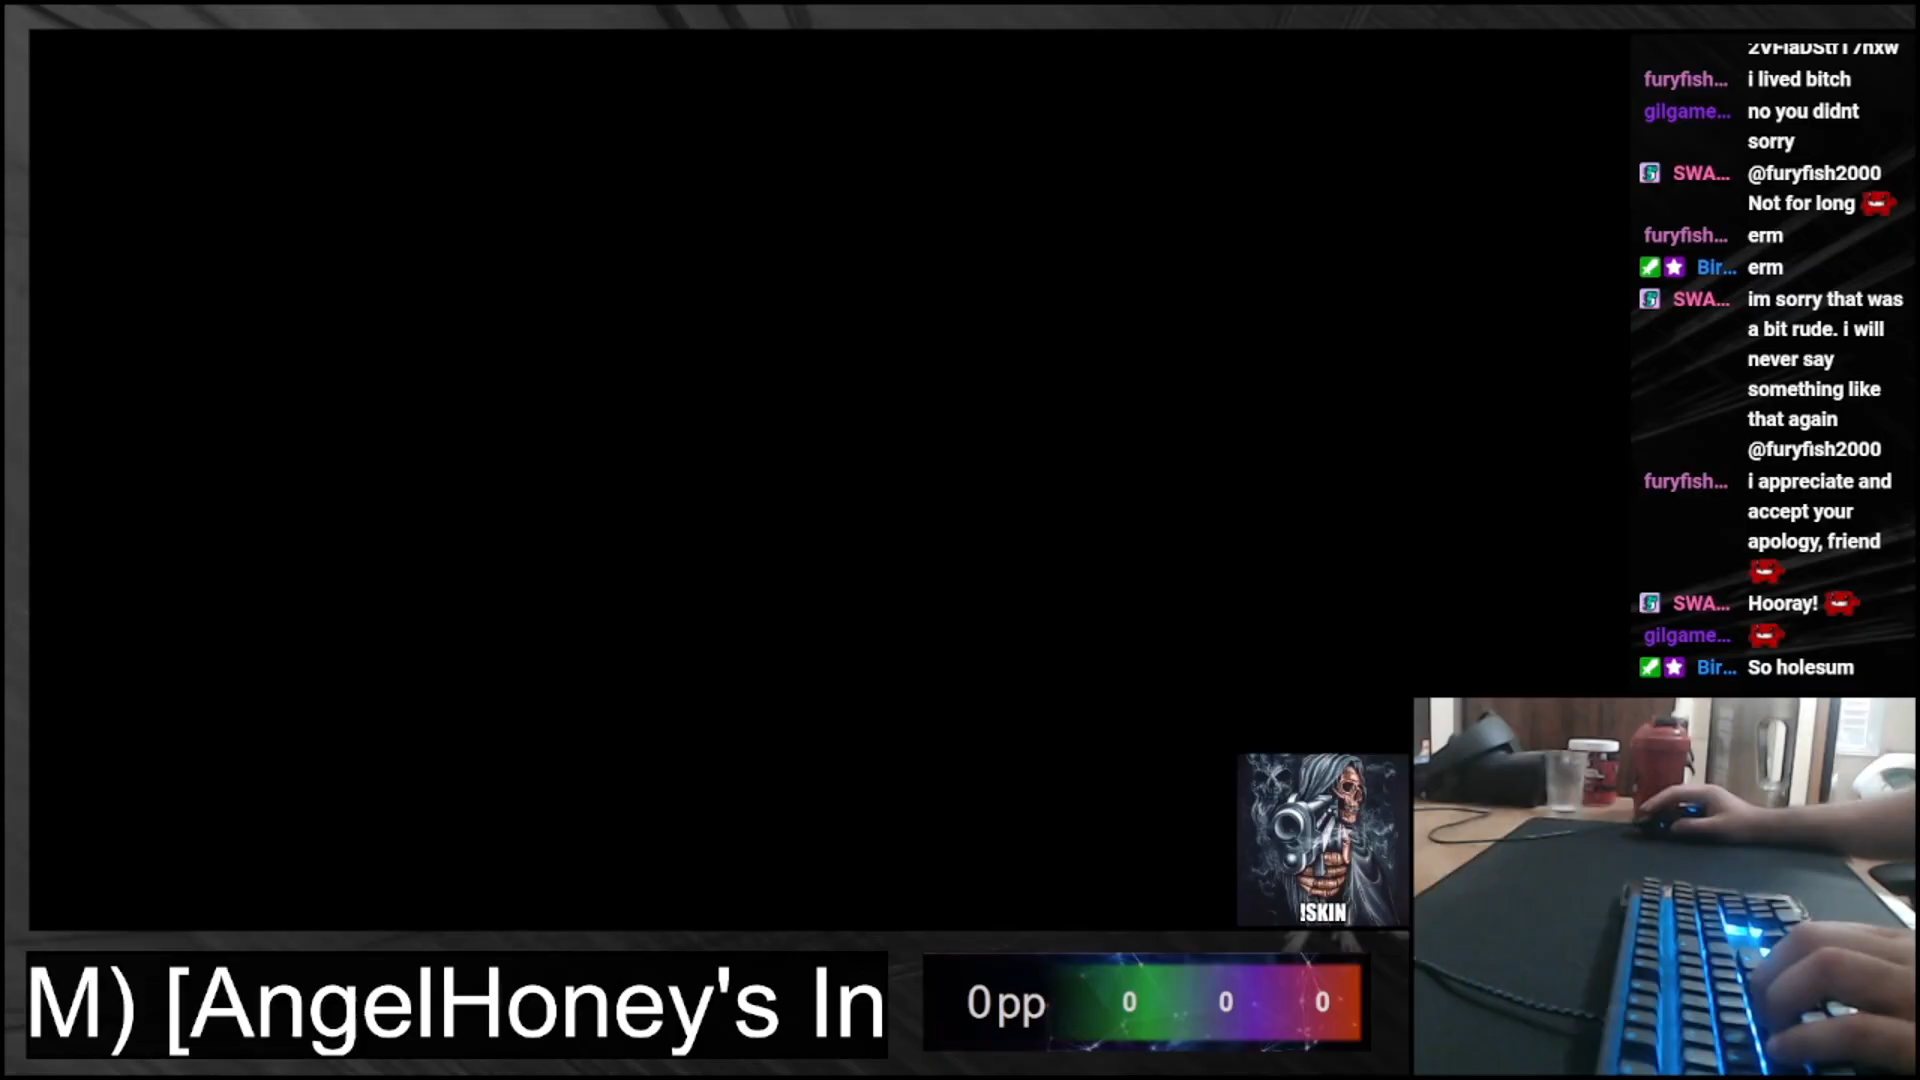 furyfish... i lived bitch
gilgame... no you didnt
sorry
SWA... @furyfish2000
Not for long
furyfish... erm
Bir... erm
SWA... im sorry that was
a bit rude. i will
never say
something like
that again
@furyfish2000
furyfish... i appreciate and
accept your
apology, friend
SWA... Hooray!
gilgame...
Bir... So holesum
!SKIN
M) [AngelHoney's In
0pp 0 0 0